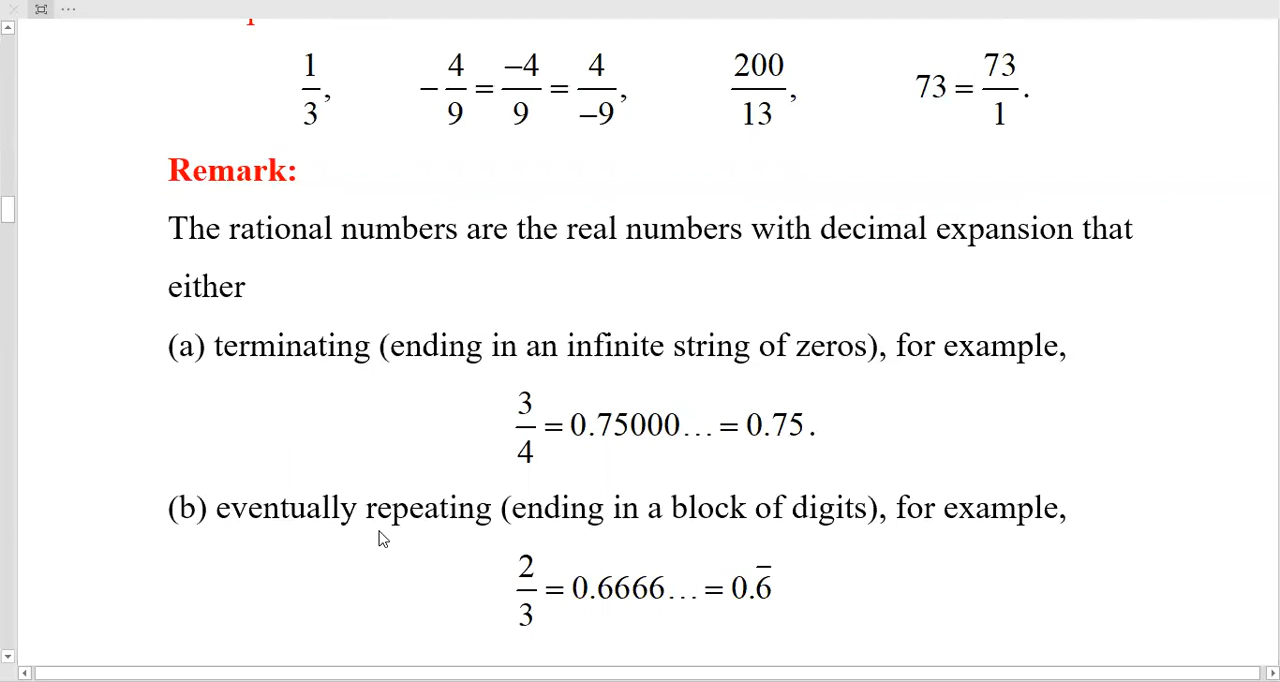 1/3, −4/9 = −4/9 = 4/−9, 200/13, 73 = 73/1.
Remark:
The rational numbers are the real numbers with decimal expansion that
either
(a) terminating (ending in an infinite string of zeros), for example,
3/4 = 0.75000... = 0.75.
(b) eventually repeating (ending in a block of digits), for example,
2/3 = 0.6666... = 0.6̅